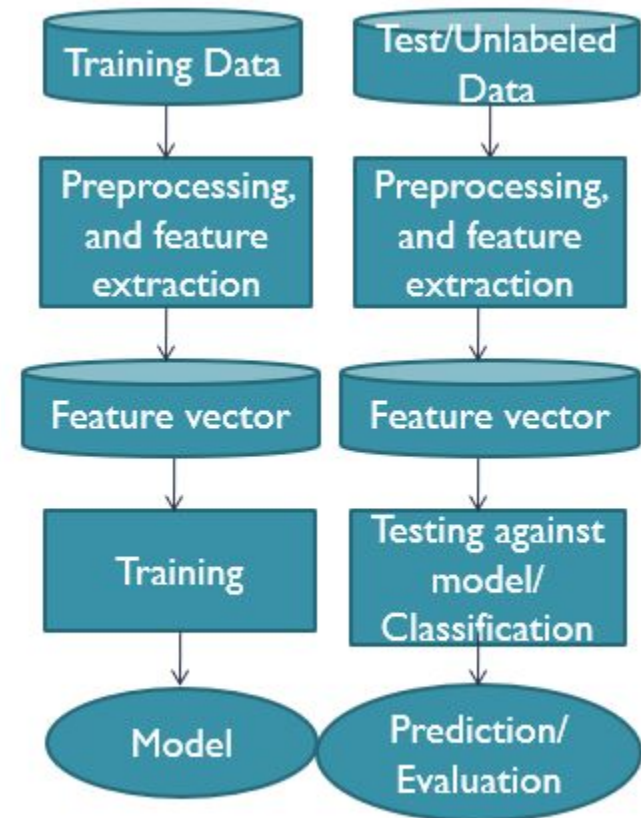 Training Data
Test/Unlabeled
Data
Preprocessing,
and feature
extraction
Preprocessing,
and feature
extraction
Feature vector
Feature vector
Training
Testing against
model/
Classification
Model
Prediction/
Evaluation